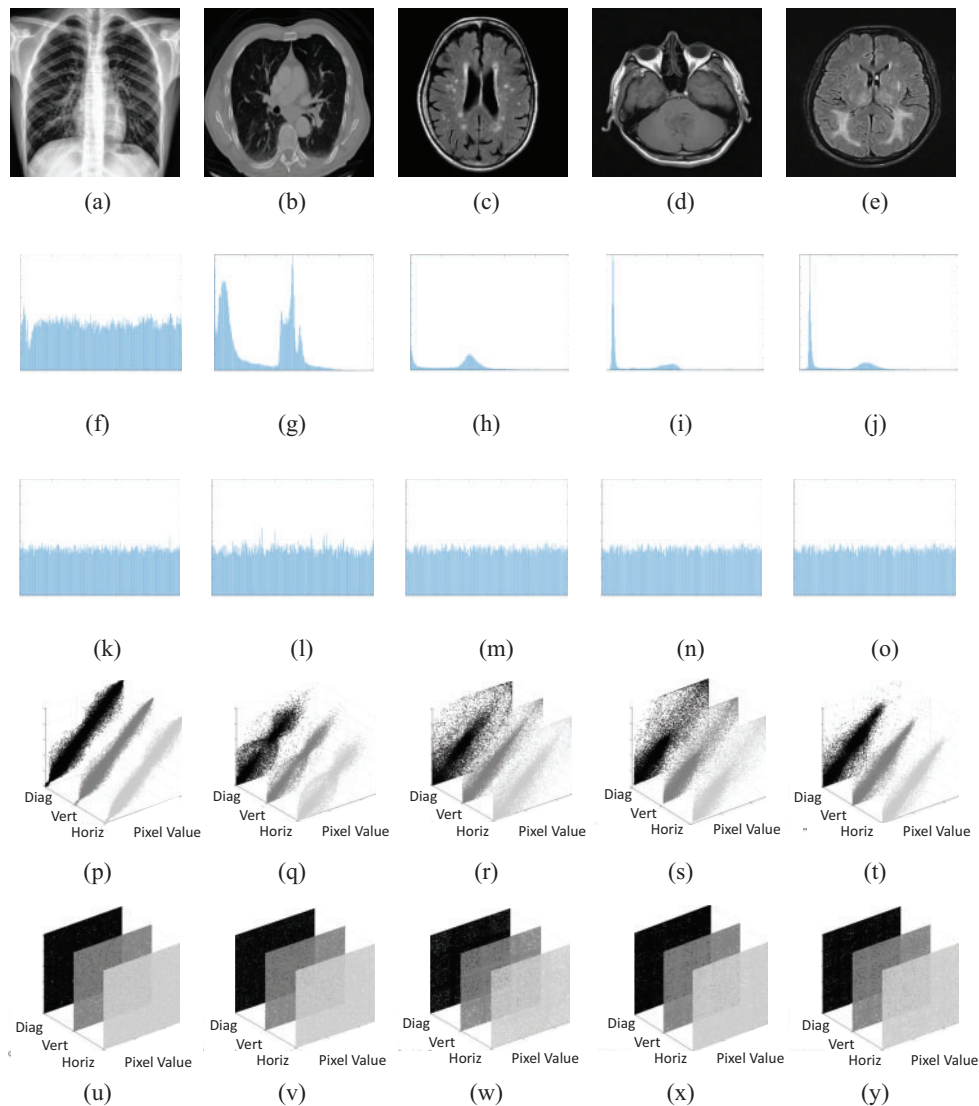 (a) (b) (c) (d) (e)
(f) (g) (h) (i) (j)
(k) (l) (m) (n) (o)
Diag Diag Diag Diag Diag
Vert Vert Vert Vert Vert
Horiz Pixel Value Horiz Pixel Value Horiz Pixel Value Horiz Pixel Value Horiz Pixel Value
(p) (q) (r) (s) (t)
Diag Diag Diag Diag Diag
Vert Vert Vert Vert Vert
Horiz Pixel Value Horiz Pixel Value Horiz Pixel Value Horiz Pixel Value Horiz Pixel Value
(u) (v) (w) (x) (y)